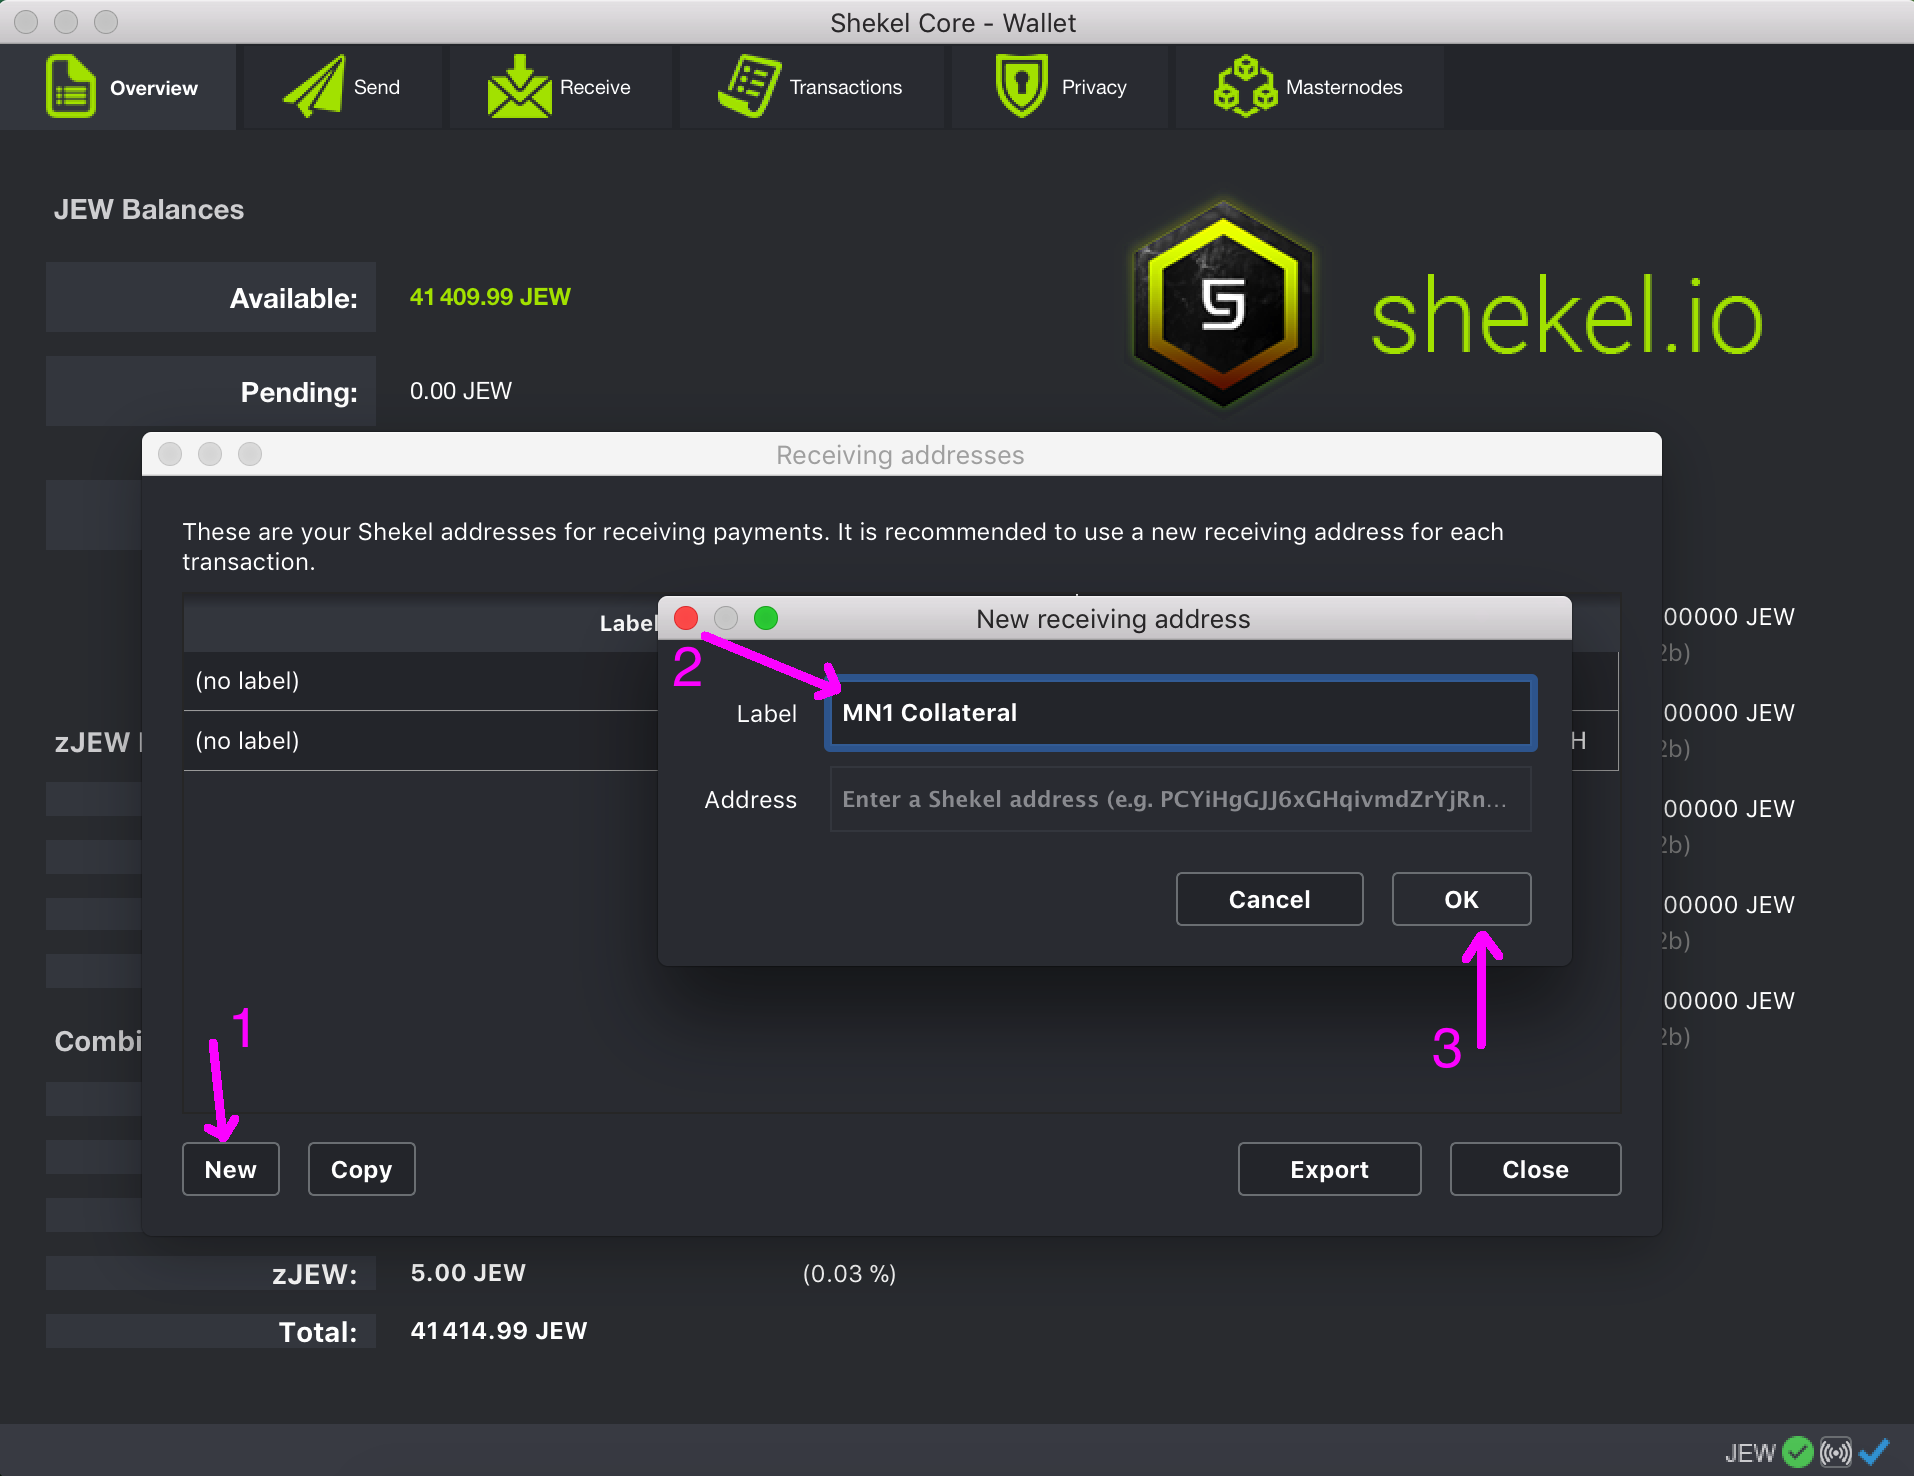 Shekel Core - Wallet
Overview
Send
Receive
Transactions
Privacy
Masternodes
JEW Balances
Available: 41 409.99 JEW
Pending: 0.00 JEW
shekel.io
Receiving addresses
These are your Shekel addresses for receiving payments. It is recommended to use a new receiving address for each
transaction.
Label
(no label)
(no label)
H
New receiving address
2
Label MN1 Collateral
Address Enter a Shekel address (e.g. PCYiHgGJJ6xGHqivmdZrYjRn...
Cancel OK
3
1
New Copy Export Close
00000 JEW
2b)
00000 JEW
2b)
00000 JEW
2b)
00000 JEW
2b)
00000 JEW
2b)
zJEW
Combi
zJEW: 5.00 JEW (0.03 %)
Total: 41 414.99 JEW
JEW